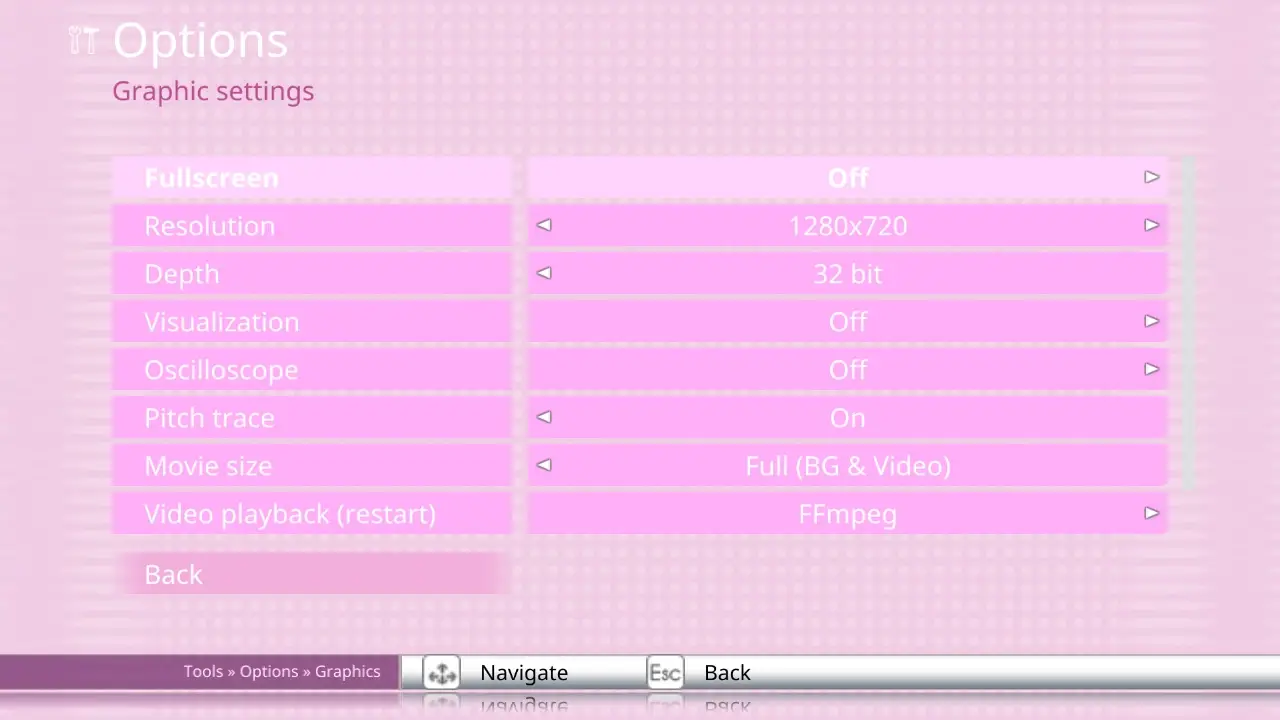 Options
Graphic settings
Fullscreen Off
Resolution 1280x720
Depth 32 bit
Visualization Off
Oscilloscope Off
Pitch trace On
Movie size Full (BG & Video)
Video playback (restart) FFmpeg
Back
Tools » Options » Graphics Navigate Esc Back